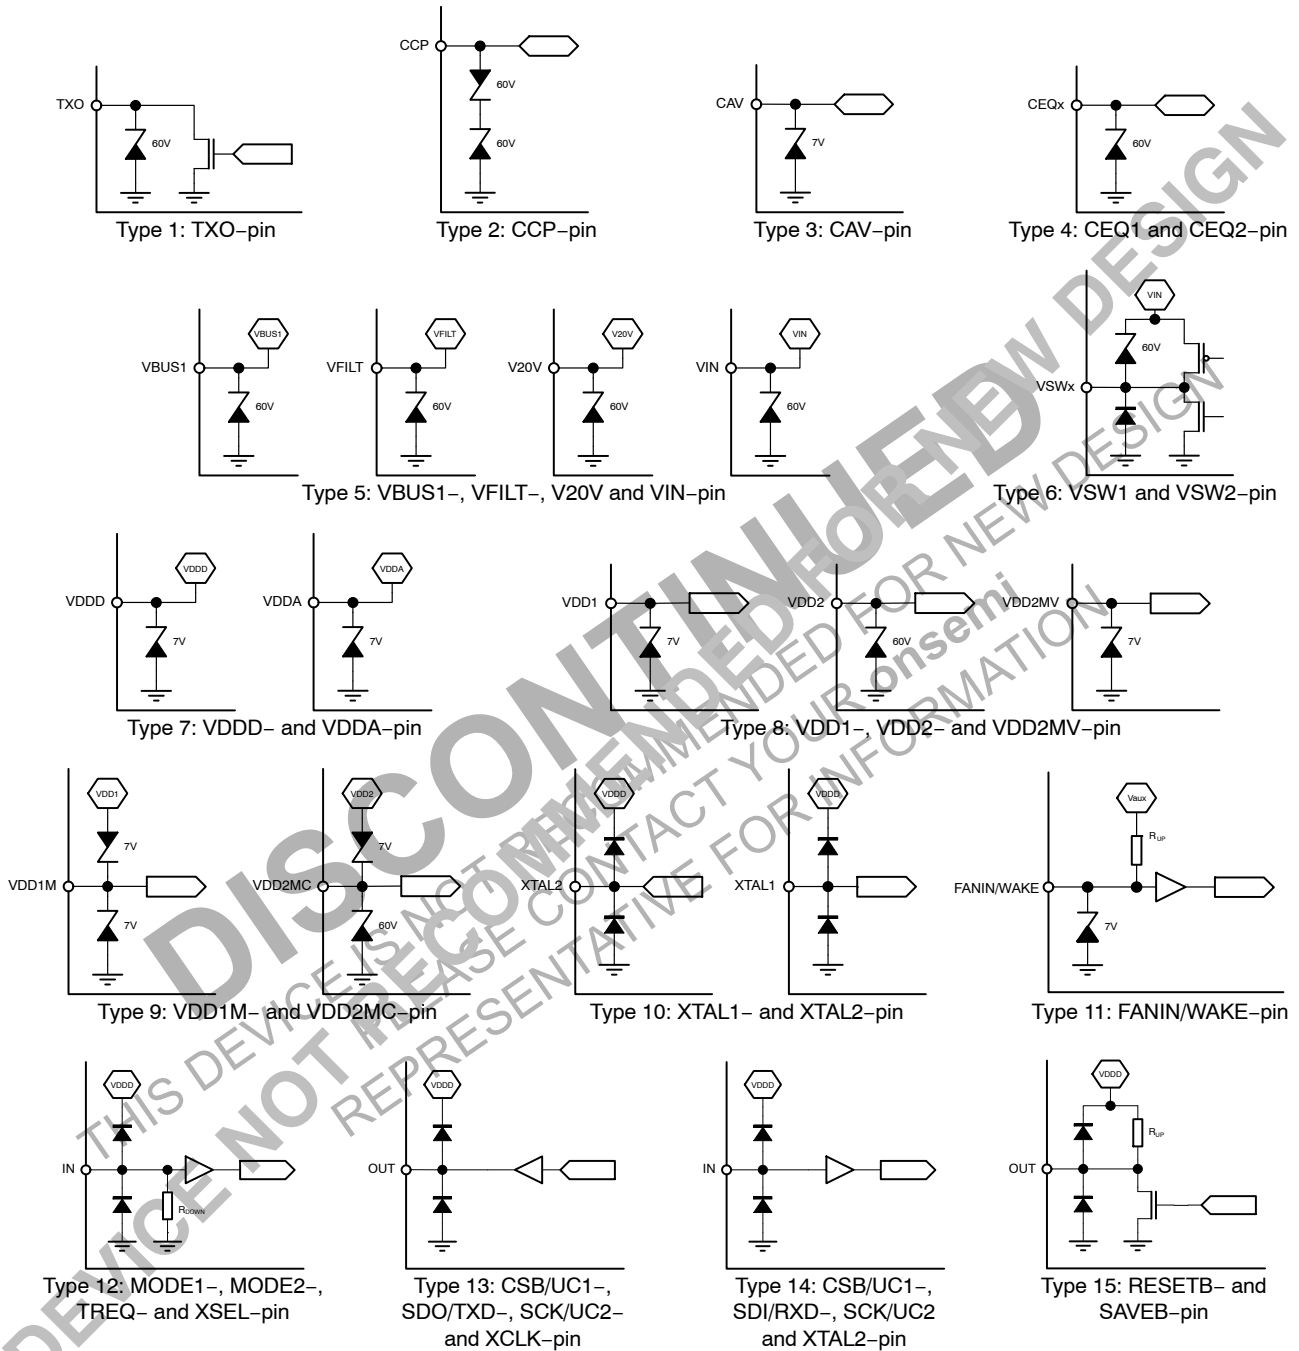 CCP
60V
60V
TXO
60V
CAV
7V
CEQx
60V
Type 1: TXO−pin
Type 2: CCP−pin
Type 3: CAV−pin
Type 4: CEQ1 and CEQ2−pin
VBUS1
VBUS1
60V
VFILT
VFILT
60V
V20V
V20V
60V
VIN
VIN
60V
VIN
60V
VSWx
Type 5: VBUS1−, VFILT−, V20V and VIN−pin
Type 6: VSW1 and VSW2−pin
VDDD
VDDD
7V
VDDA
VDDA
7V
VDD1
7V
VDD2
60V
VDD2MV
7V
Type 7: VDDD− and VDDA−pin
Type 8: VDD1−, VDD2− and VDD2MV−pin
VDD1
7V
VDD1M
7V
VDD2
7V
VDD2MC
60V
VDDD
XTAL2
VDDD
XTAL1
Vaux
RUP
FANIN/WAKE
7V
Type 9: VDD1M− and VDD2MC−pin
Type 10: XTAL1− and XTAL2−pin
Type 11: FANIN/WAKE−pin
VDDD
IN
RDOWN
VDDD
OUT
VDDD
IN
VDDD
RUP
OUT
Type 12: MODE1−, MODE2−,
TREQ− and XSEL−pin
Type 13: CSB/UC1−,
SDO/TXD−, SCK/UC2−
and XCLK−pin
Type 14: CSB/UC1−,
SDI/RXD−, SCK/UC2
and XTAL2−pin
Type 15: RESETB− and
SAVEB−pin
DISCONTINUED
DEVICE NOT RECOMMENDED FOR NEW DESIGN
THIS DEVICE IS NOT RECOMMENDED FOR NEW DESIGN
PLEASE CONTACT YOUR onsemi
REPRESENTATIVE FOR INFORMATION